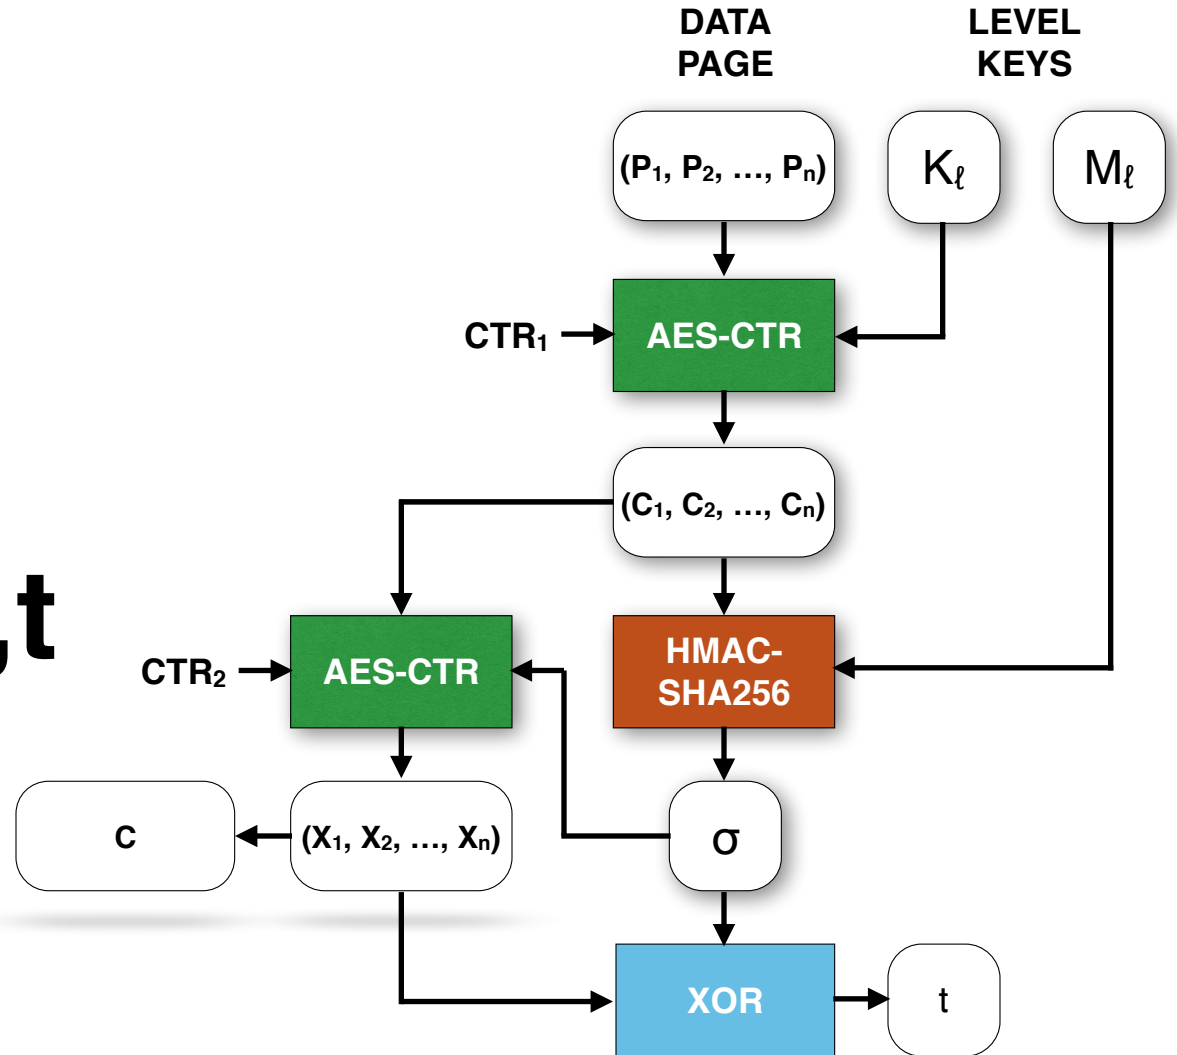 DATA
PAGE
LEVEL
KEYS
(P₁, P₂, ..., Pₙ)
Kℓ
Mℓ
CTR₁
AES-CTR
(C₁, C₂, ..., Cₙ)
,t
CTR₂
AES-CTR
HMAC-
SHA256
C
(X₁, X₂, ..., Xₙ)
σ
XOR
t